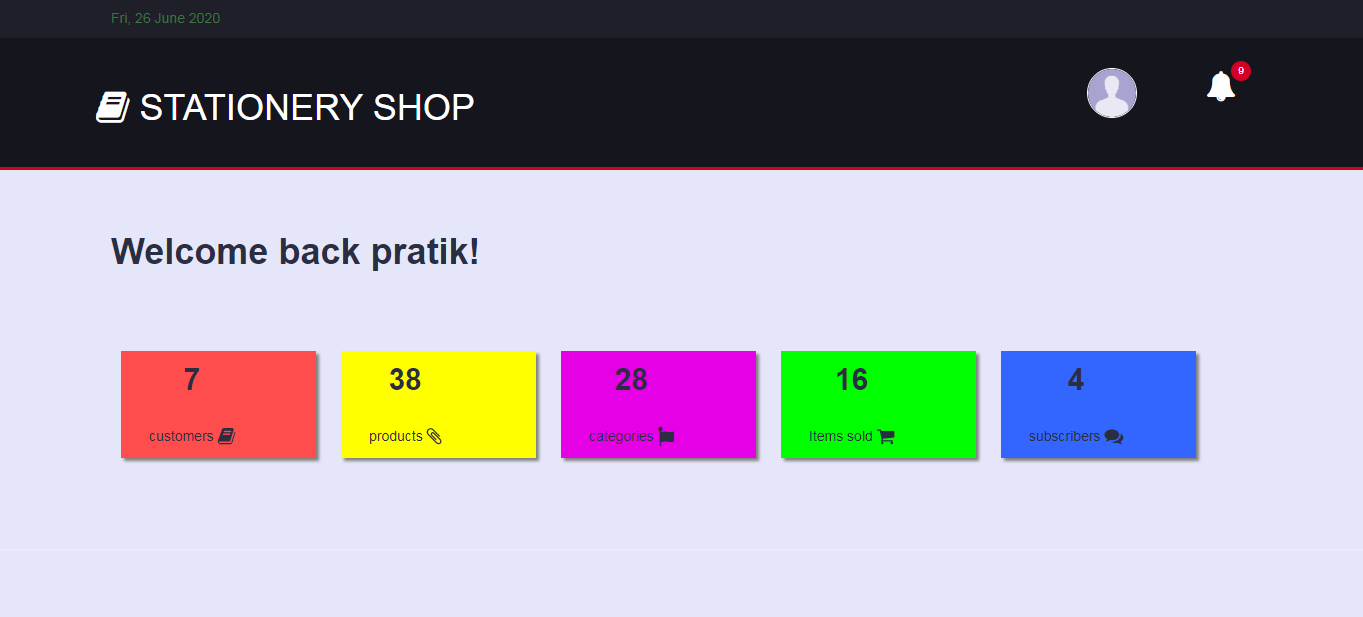 Fri, 26 June 2020
9
STATIONERY SHOP
Welcome back pratik!
7
customers
38
products
28
categories
16
Items sold
4
subscribers